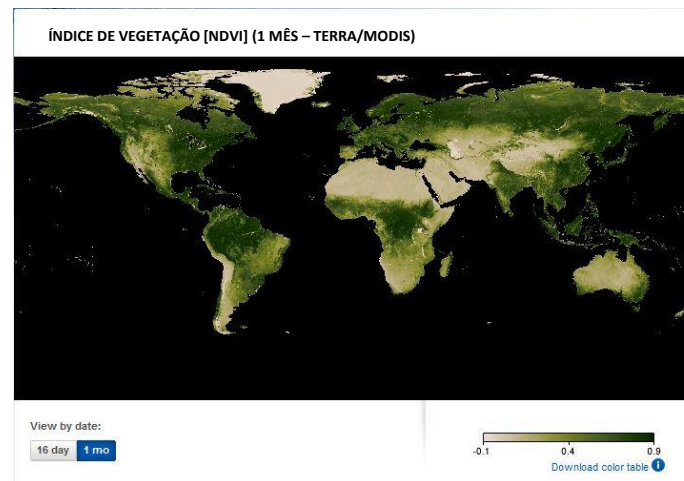 ÍNDICE DE VEGETAÇÃO [NDVI] (1 MÊS – TERRA/MODIS)
View by date:
16 day 1 mo
-0.1 0.4 0.9
Download color table i